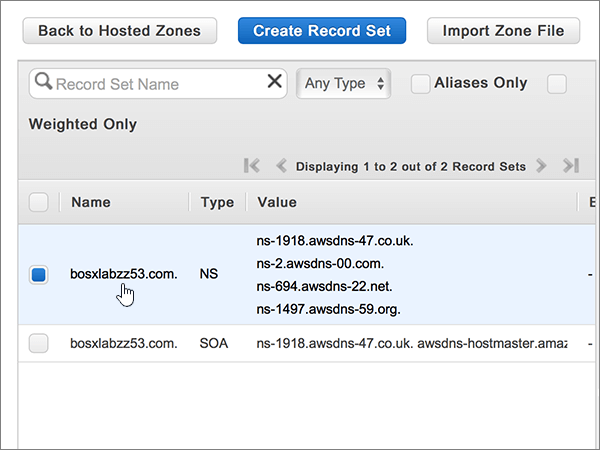 Back to Hosted Zones Create Record Set Import Zone File
Record Set Name Any Type Aliases Only
Weighted Only
Displaying 1 to 2 out of 2 Record Sets
Name Type Value E
bosxlabzz53.com. NS ns-1918.awsdns-47.co.uk. -
ns-2.awsdns-00.com.
ns-694.awsdns-22.net.
ns-1497.awsdns-59.org.
bosxlabzz53.com. SOA ns-1918.awsdns-47.co.uk. awsdns-hostmaster.amaz -